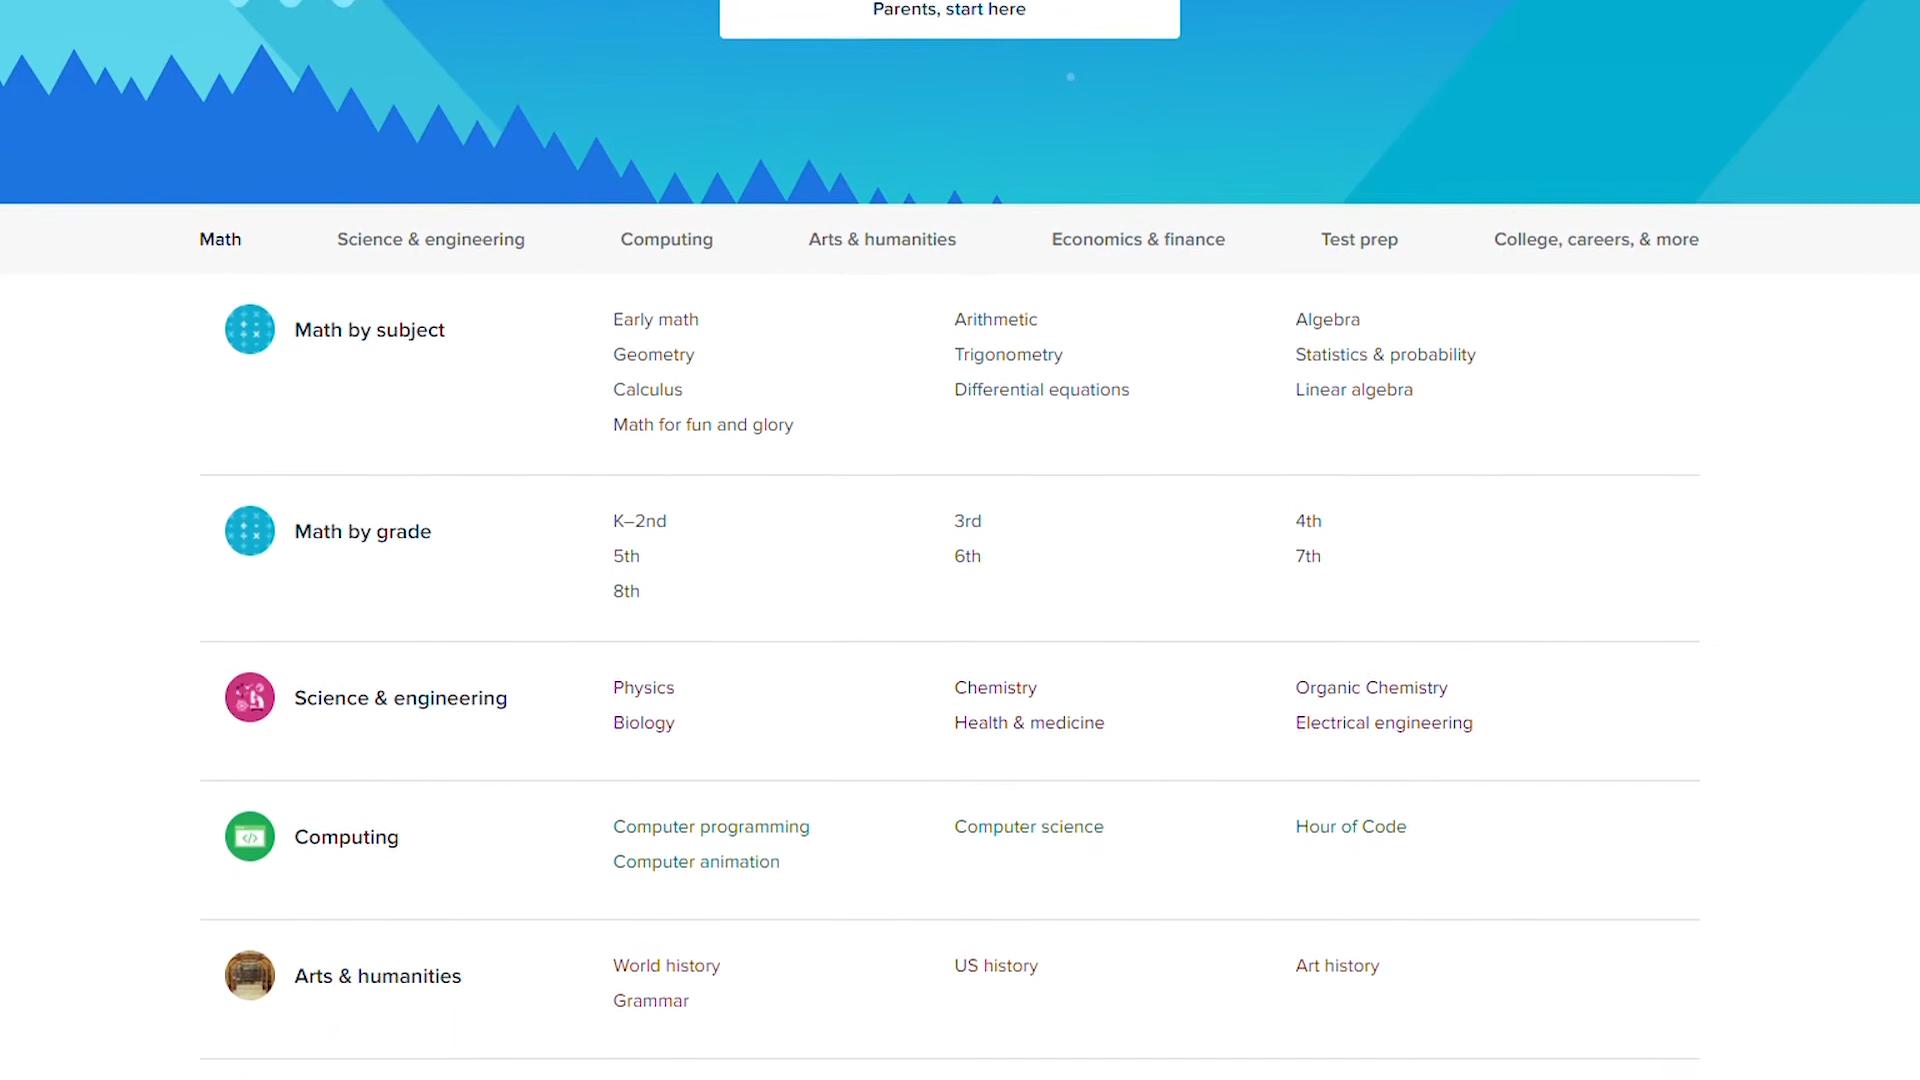 Parents, start here
Math Science & engineering Computing Arts & humanities Economics & finance Test prep College, careers, & more
Math by subject
Early math Arithmetic Algebra
Geometry Trigonometry Statistics & probability
Calculus Differential equations Linear algebra
Math for fun and glory
Math by grade
K–2nd 3rd 4th
5th 6th 7th
8th
Science & engineering
Physics Chemistry Organic Chemistry
Biology Health & medicine Electrical engineering
Computing
Computer programming Computer science Hour of Code
Computer animation
Arts & humanities
World history US history Art history
Grammar